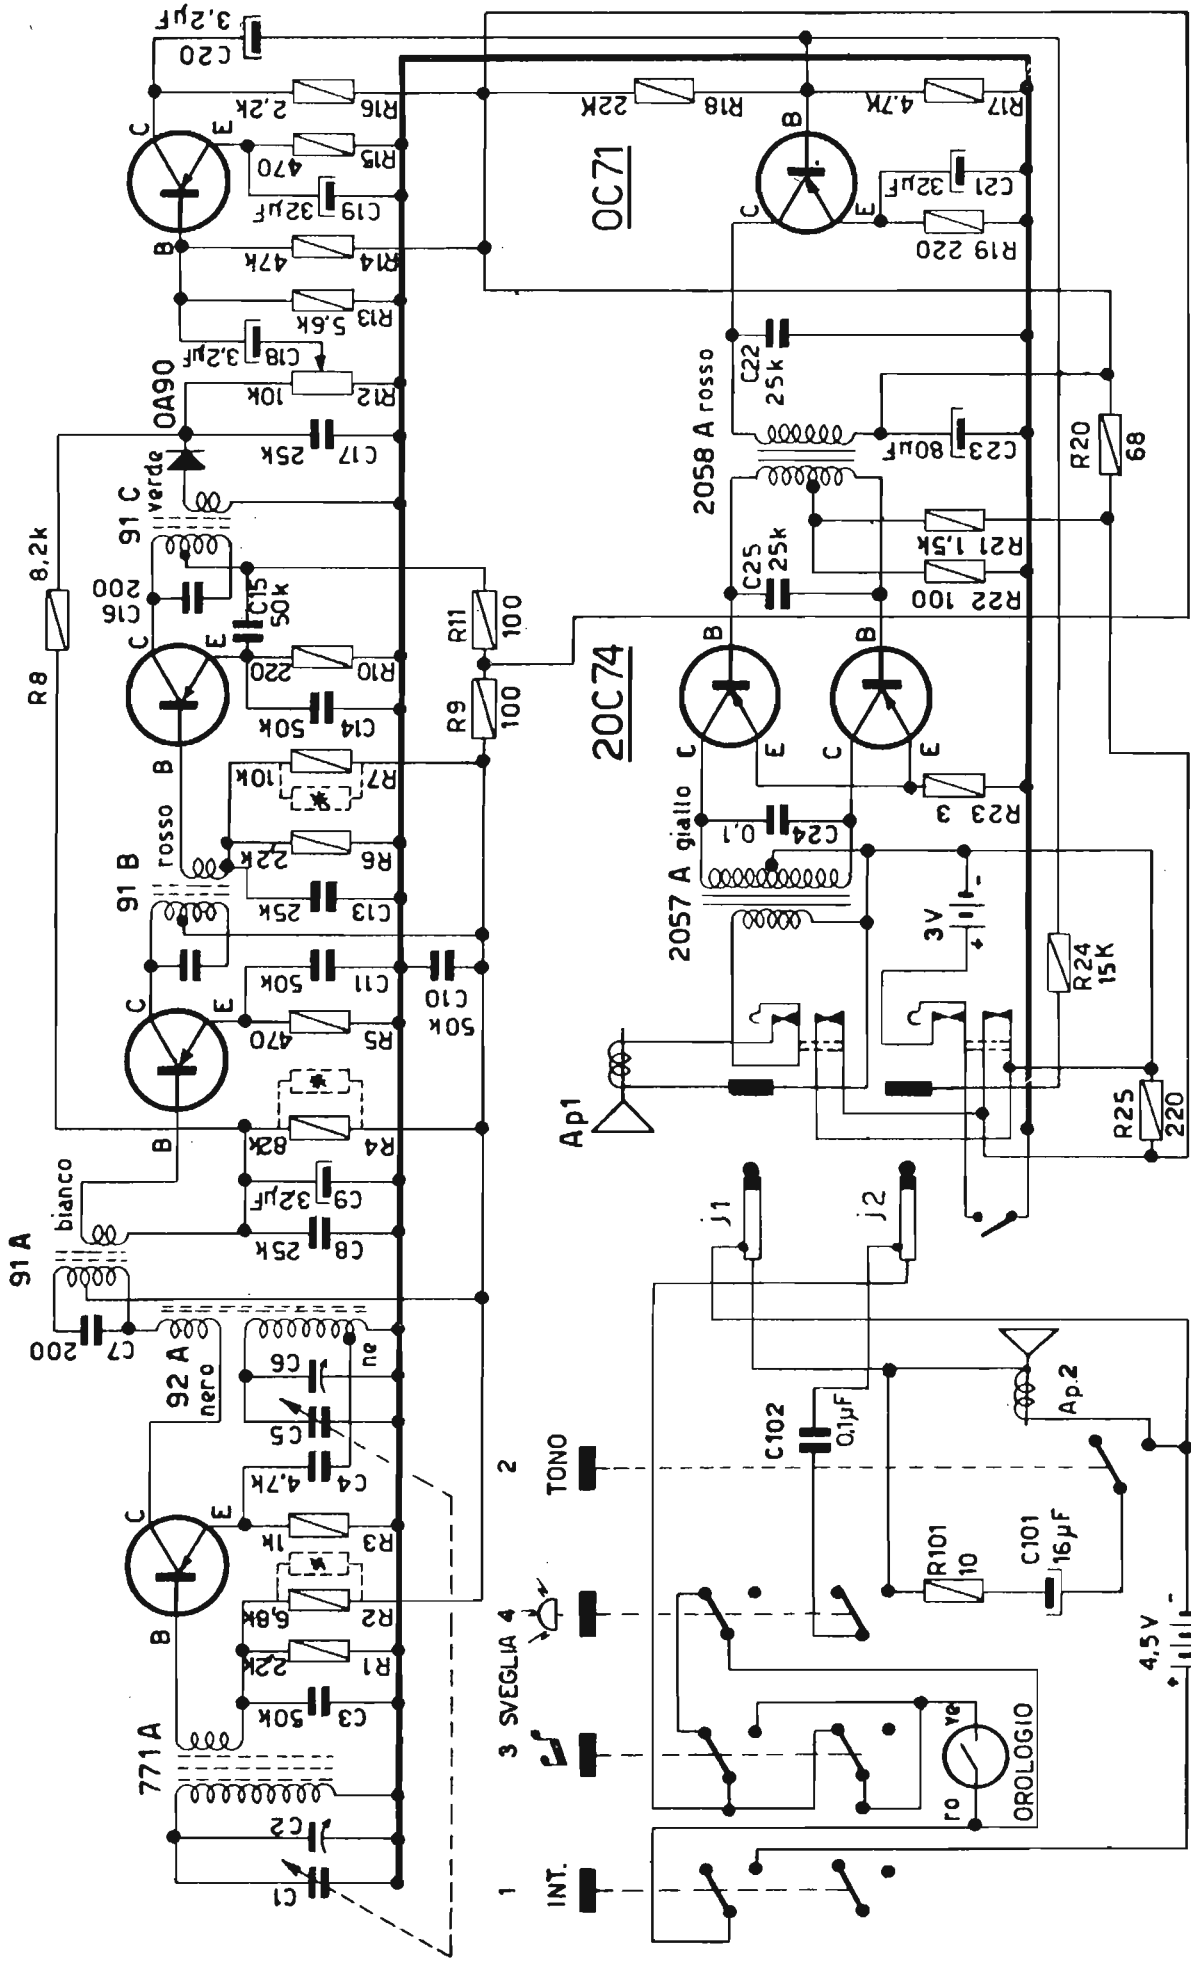 771 A
C1
C2
50k
C3
2,2k
R1
6,8k
R2
*
1k
R3
B
C
E
4,7k
C4
C5
C6
92 A
nero
ne
200
C7
91 A
bianco
25k
C8
32µF
C9
82k
R4
*
B
C
E
470
R5
50k
C11
C10
50k
91 B
rosso
25k
C13
2,2k
R6
10k
R7
*
B
C
E
50k
C14
220
R10
R9
100
R11
100
C15
50k
200
C16
R8
8,2k
91 C
verde
OA90
25k
C17
10k
R12
3,2µF
C18
5,6k
R13
47k
R14
32µF
C19
470
R15
2,2k
R16
B
C
E
3,2µF
C20
1
INT.
3
SVEGLIA
4
2
TONO
ro
ve
OROLOGIO
C102
0,1µF
R101
10
C101
16µF
Ap.2
4,5V
+
-
J1
J2
Ap1
2057 A
giallo
0,1
C24
3V
+
-
R24
15K
R25
220
2OC74
C
B
E
C
B
E
3
R23
C25
25k
R22 100
R21 1,5k
2058 A
rosso
C22
25k
80µF
C23
R20
68
OC71
C
B
E
R19 220
32µF
C21
22K
R18
4.7K
R17